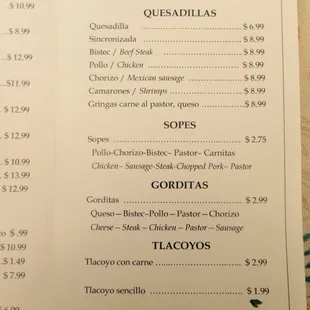 ...$ 10.99
...$ 8.99
...$ 12.99
...$11.99
. $ 12.99
. $ 12.99
. $ 10.99
. $ 13.99
$ 12.99
$ .99
$ 10.99
..$ 1.49
$ 7.99
QUESADILLAS
Quesadilla ........................................ $ 6.99
Sincronizada ..................................... $ 8.99
Bistec / Beef Steak ........................... $ 8.99
Pollo / Chicken ............................... $ 8.99
Chorizo / Mexican sausage .................. $ 8.99
Camarones / Shrimps ....................... $ 8.99
Gringas carne al pastor, queso .............. $ 8.99
SOPES
Sopes ............................................. $ 2.75
Pollo-Chorizo-Bistec- Pastor- Carnitas
Chicken- Sausage-Steak-Chopped Pork- Pastor
GORDITAS
Gorditas ......................................... $ 2.99
Queso – Bistec-Pollo – Pastor – Chorizo
Cheese – Steak – Chicken – Pastor – Sausage
TLACOYOS
Tlacoyo con carne ............................. $ 2.99
Tlacoyo sencillo ............................... $ 1.99